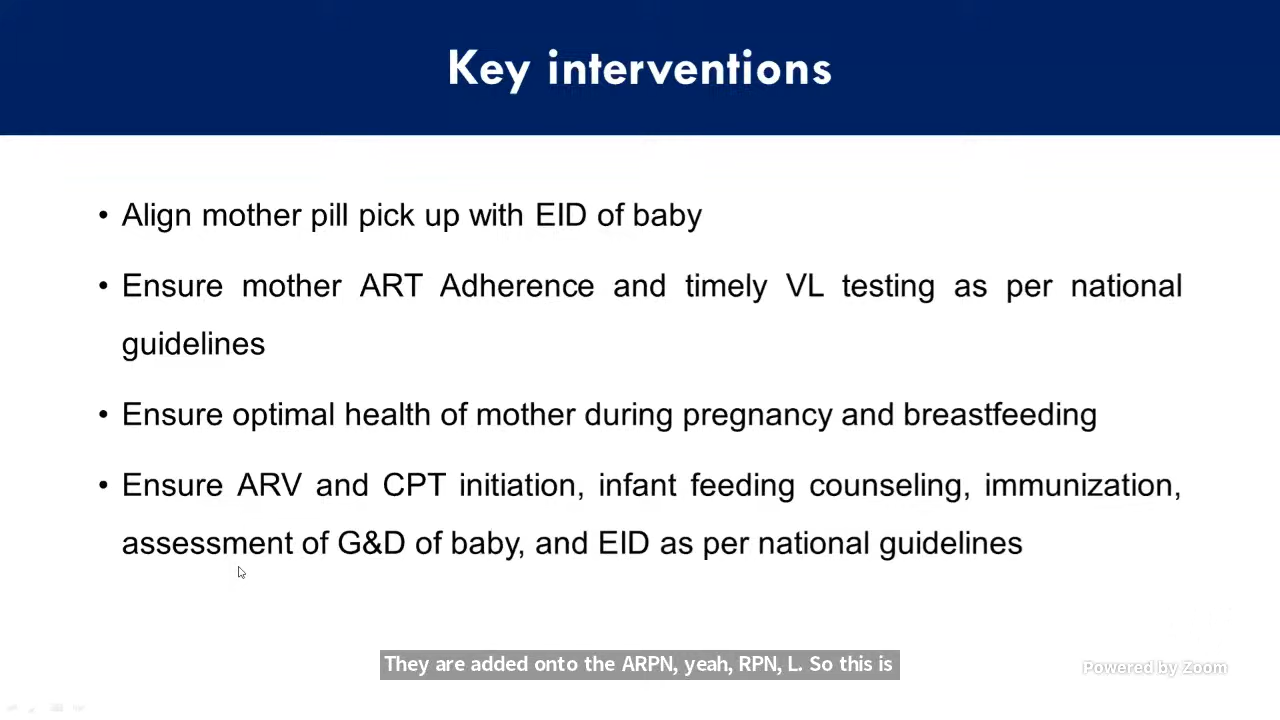 Key interventions
• Align mother pill pick up with EID of baby
• Ensure mother ART Adherence and timely VL testing as per national
guidelines
• Ensure optimal health of mother during pregnancy and breastfeeding
• Ensure ARV and CPT initiation, infant feeding counseling, immunization,
assessment of G&D of baby, and EID as per national guidelines
They are added onto the ARPN, yeah, RPN, L. So this is
Powered by Zoom